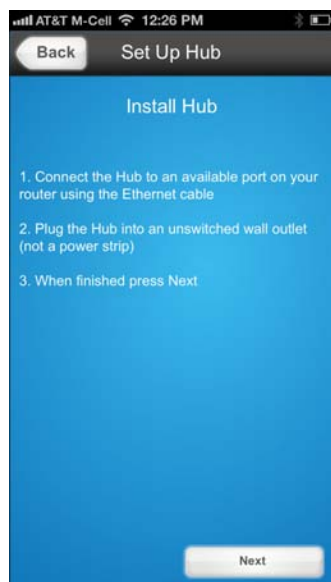 AT&T M-Cell 12:26 PM
Back Set Up Hub
Install Hub
1. Connect the Hub to an available port on your
router using the Ethernet cable
2. Plug the Hub into an unswitched wall outlet
(not a power strip)
3. When finished press Next
Next